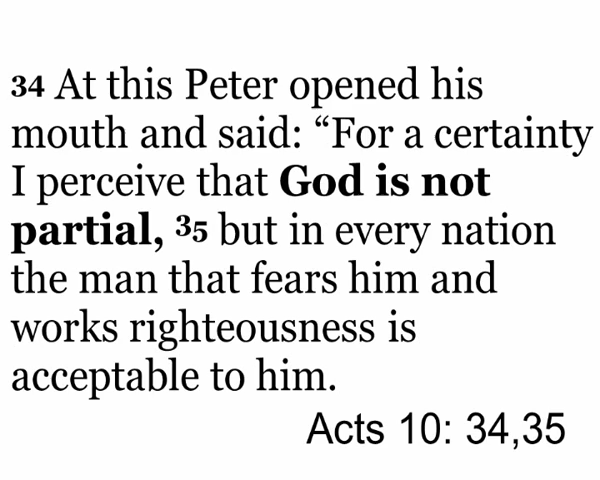 34 At this Peter opened his
mouth and said: “For a certainty
I perceive that God is not
partial, 35 but in every nation
the man that fears him and
works righteousness is
acceptable to him.
Acts 10: 34,35